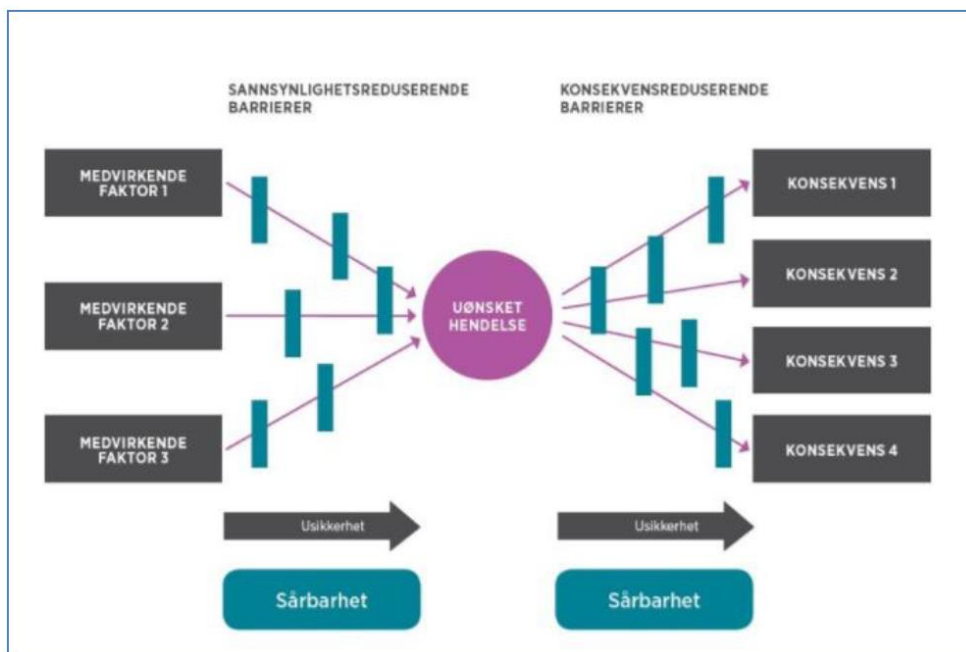 SANNSYNLIGHETSREDUSERENDE
BARRIERER
KONSEKVENSREDUSERENDE
BARRIERER
MEDVIRKENDE
FAKTOR 1
MEDVIRKENDE
FAKTOR 2
MEDVIRKENDE
FAKTOR 3
UØNSKET
HENDELSE
KONSEKVENS 1
KONSEKVENS 2
KONSEKVENS 3
KONSEKVENS 4
Usikkerhet
Usikkerhet
Sårbarhet
Sårbarhet